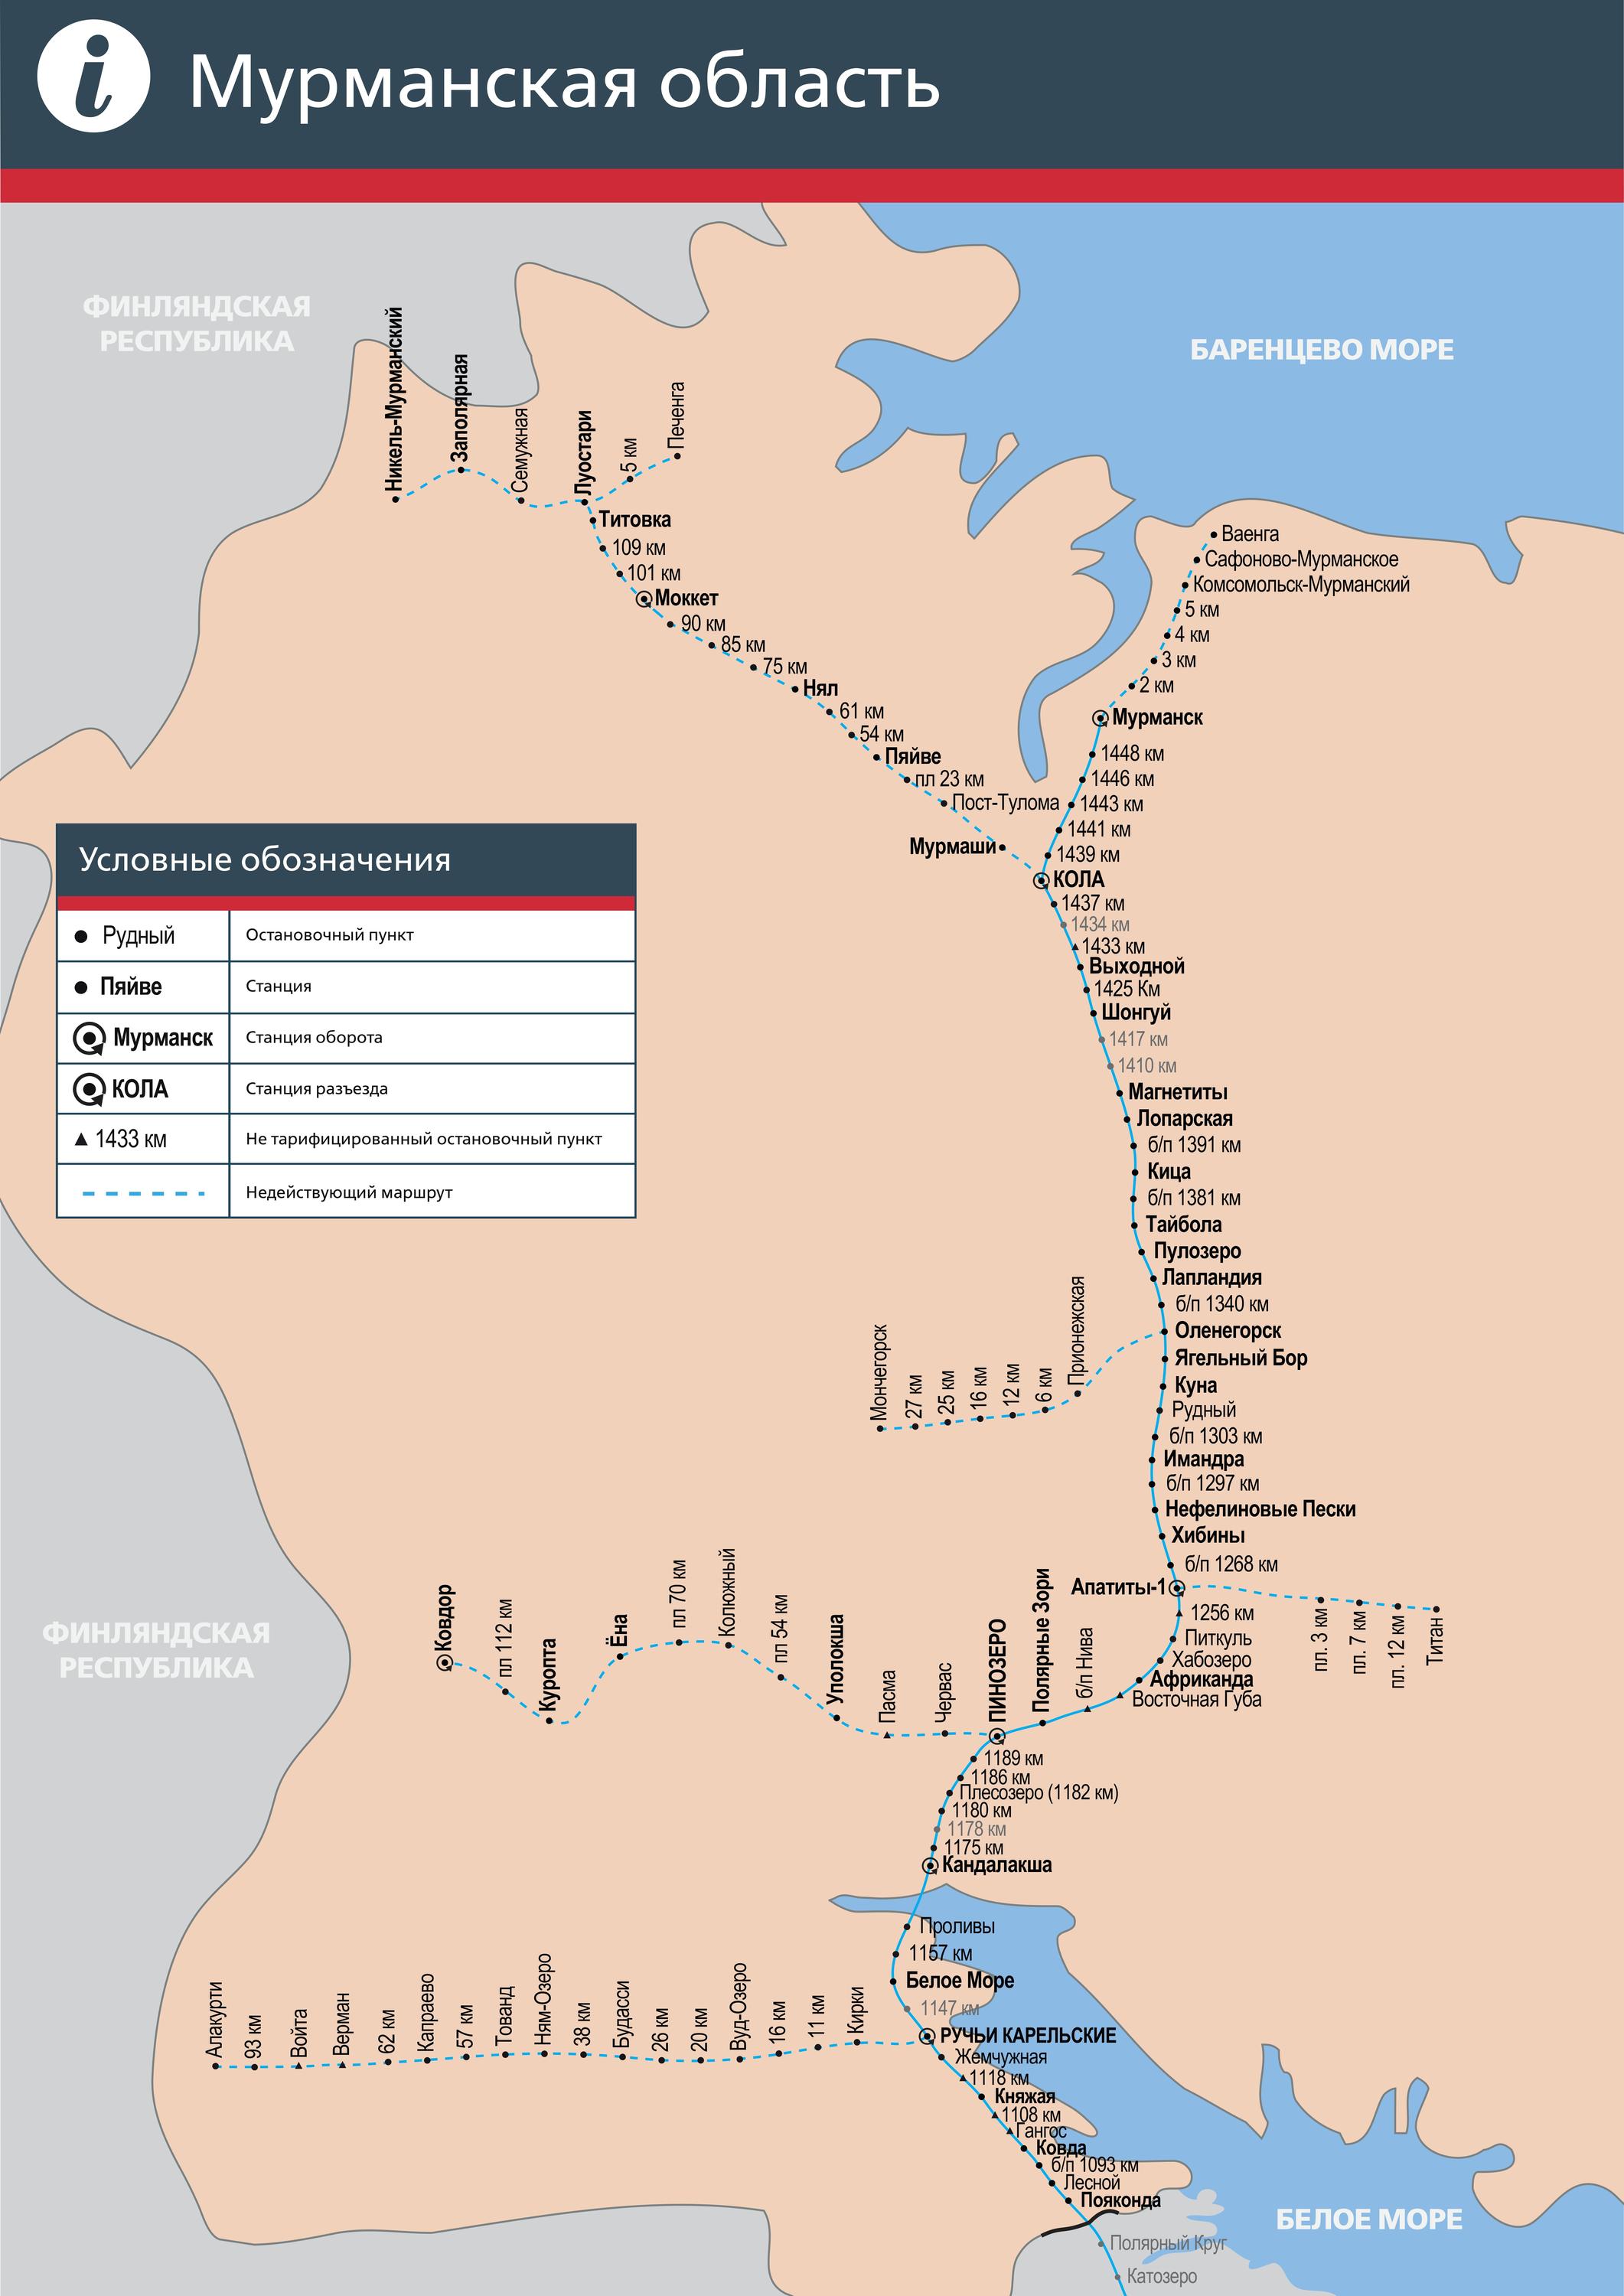 i
Мурманская область
ФИНЛЯНДСКАЯ
РЕСПУБЛИКА
БАРЕНЦЕВО МОРЕ
Никель-Мурманский
Заполярная
Семужная
Луостари
5 км
Печенга
Титовка
109 км
101 км
Моккет
90 км
85 км
75 км
Нял
61 км
54 км
Пяйве
пл 23 км
Пост-Тулома
Мурмаши
Ваенга
Сафоново-Мурманское
Комсомольск-Мурманский
5 км
4 км
3 км
2 км
Мурманск
1448 км
1446 км
1443 км
1441 км
1439 км
КОЛА
1437 км
1434 км
1433 км
Выходной
1425 Км
Шонгуй
1417 км
1410 км
Магнетиты
Лопарская
б/п 1391 км
Кица
б/п 1381 км
Тайбола
Пулозеро
Лапландия
б/п 1340 км
Оленегорск
Ягельный Бор
Куна
Рудный
б/п 1303 км
Имандра
б/п 1297 км
Нефелиновые Пески
Хибины
б/п 1268 км
Апатиты-1
Условные обозначения
Рудный
Остановочный пункт
Пяйве
Станция
Мурманск
Станция оборота
КОЛА
Станция разъезда
1433 км
Не тарифицированный остановочный пункт
Недействующий маршрут
Мончегорск
27 км
25 км
16 км
12 км
6 км
Прионежская
пл. 3 км
пл. 7 км
пл. 12 км
Титан
1256 км
Питкуль
Хабозеро
Африканда
Восточная Губа
б/п Нива
Полярные Зори
ПИНОЗЕРО
ФИНЛЯНДСКАЯ
РЕСПУБЛИКА
Ковдор
пл 112 км
Куропта
Ёна
пл 70 км
Колюжный
пл 54 км
Уполокша
Пасма
Червас
1189 км
1186 км
Плесозеро (1182 км)
1180 км
1178 км
1175 км
Кандалакша
Проливы
1157 км
Белое Море
1147 км
РУЧЬИ КАРЕЛЬСКИЕ
Алакурти
93 км
Войта
Верман
62 км
Капраево
57 км
Тованд
Ням-Озеро
38 км
Будасси
26 км
20 км
Вуд-Озеро
16 км
11 км
Кирки
Жемчужная
1118 км
Княжая
1108 км
Гангос
Ковда
б/п 1093 км
Лесной
Пояконда
БЕЛОЕ МОРЕ
Полярный Круг
Катозеро